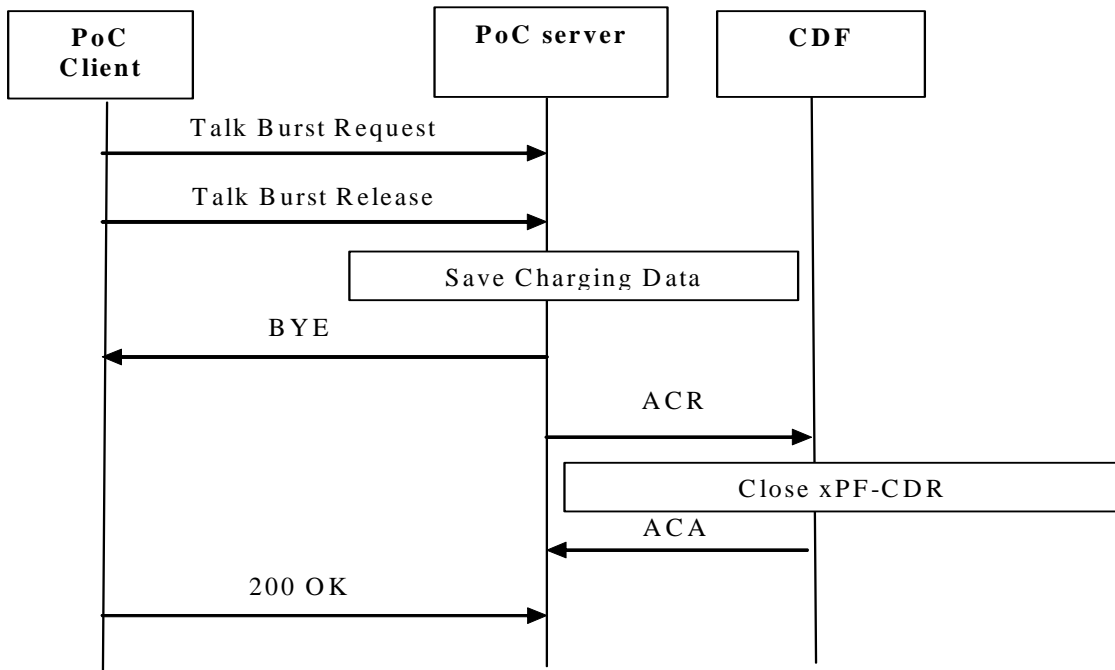 PoC
Client
PoC server
CDF
Talk Burst Request
Talk Burst Release
Save Charging Data
BYE
ACR
Close xPF-CDR
ACA
200 OK